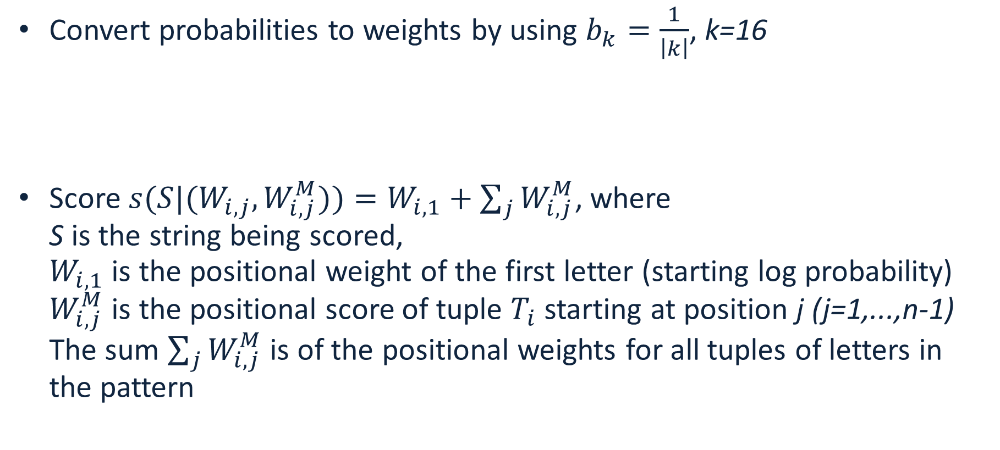 • Convert probabilities to weights by using $b_k = \frac{1}{|k|}$, k=16
• Score $s(S|(W_{i,j}, W_{i,j}^M)) = W_{i,1} + \sum_j W_{i,j}^M$, where
S is the string being scored,
$W_{i,1}$ is the positional weight of the first letter (starting log probability)
$W_{i,j}^M$ is the positional score of tuple $T_i$ starting at position j (j=1,...,n-1)
The sum $\sum_j W_{i,j}^M$ is of the positional weights for all tuples of letters in
the pattern